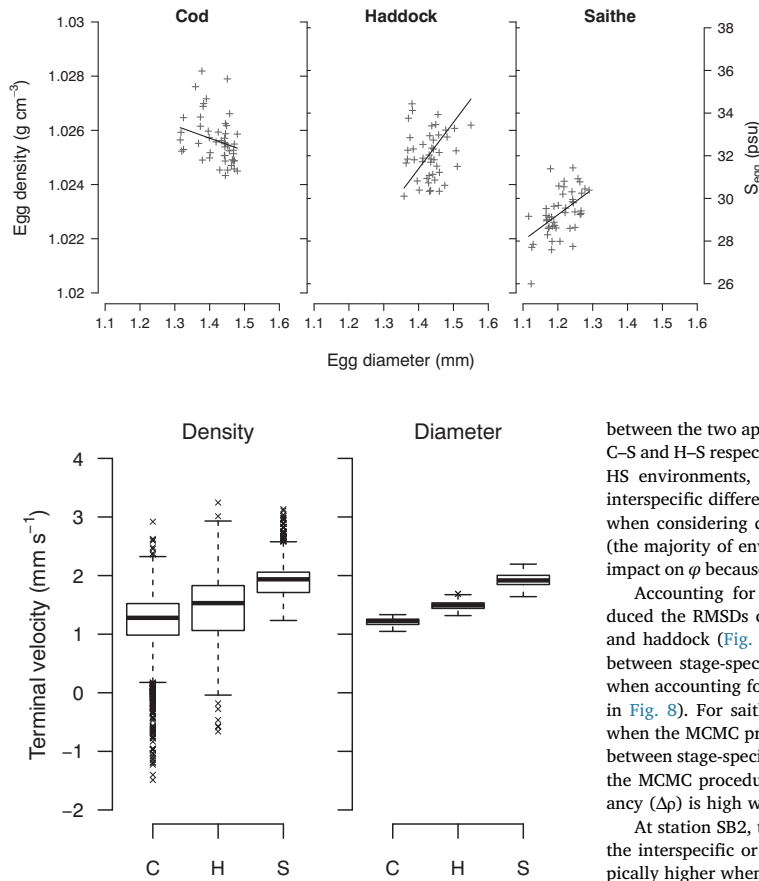 Cod Haddock Saithe
1.03
1.028
1.026
1.024
1.022
1.02
Egg density (g cm⁻³)
38
36
34
32
30
28
26
S_egg (psu)
1.1 1.2 1.3 1.4 1.5 1.6 1.1 1.2 1.3 1.4 1.5 1.6 1.1 1.2 1.3 1.4 1.5 1.6
Egg diameter (mm)
Density Diameter
4
3
2
1
0
−1
−2
Terminal velocity (mm s⁻¹)
C H S C H S
between the two ap
C–S and H–S respec
HS environments,
interspecific differe
when considering c
(the majority of env
impact on φ because
Accounting for
duced the RMSDs c
and haddock (Fig.
between stage-spec
when accounting fo
in Fig. 8). For saith
when the MCMC pr
between stage-speci
the MCMC procedu
ancy (Δρ) is high w
At station SB2, t
the interspecific or
pically higher when